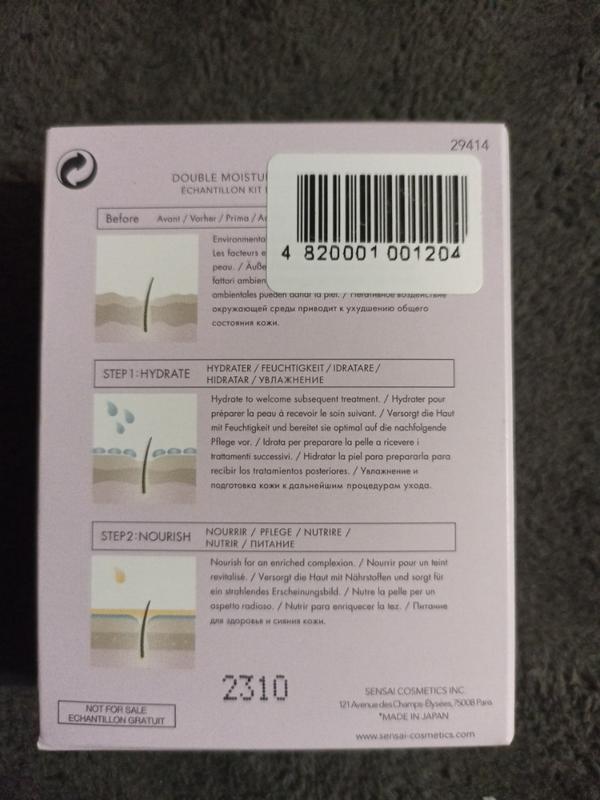 29414
DOUBLE MOISTU
ÉCHANTILLON KIT
4 820001 001204
Before Avant / Vorher / Prima /
Environmenta
Les facteurs e
peau. / Äuße
fattori ambien
ambientales pueden dañar la piel. / Негативное воздействие
окружающей среды приводит к ухудшению общего
состояния кожи.
STEP1:HYDRATE HYDRATER / FEUCHTIGKEIT / IDRATARE /
HIDRATAR / УВЛАЖНЕНИЕ
Hydrate to welcome subsequent treatment. / Hydrater pour
préparer la peau à recevoir le soin suivant. / Versorgt die Haut
mit Feuchtigkeit und bereitet sie optimal auf die nachfolgende
Pflege vor. / Idrata per preparare la pelle a ricevere i
trattamenti successivi. / Hidratar la piel para prepararla para
recibir los tratamientos posteriores. / Увлажнение и
подготовка кожи к дальнейшим процедурам ухода.
STEP2:NOURISH NOURRIR / PFLEGE / NUTRIRE /
NUTRIR / ПИТАНИЕ
Nourish for an enriched complexion. / Nourrir pour un teint
revitalisé. / Versorgt die Haut mit Nährstoffen und sorgt für
ein strahlendes Erscheinungsbild. / Nutre la pelle per un
aspetto radioso. / Nutrir para enriquecer la tez. / Питание
для здоровья и сияния кожи.
2310
NOT FOR SALE
ECHANTILLON GRATUIT
SENSAI COSMETICS INC.
121 Avenue des Champs-Élysées, 75008 Paris
*MADE IN JAPAN
www.sensai-cosmetics.com